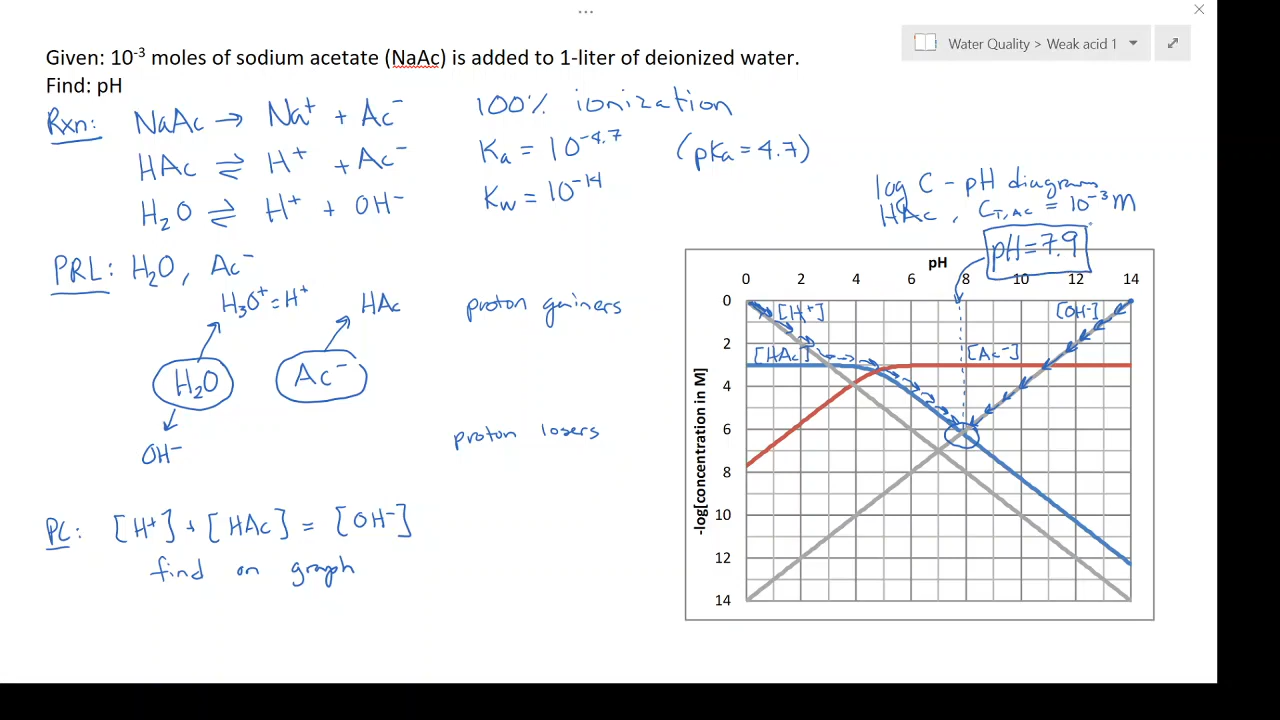 ...
Water Quality > Weak acid 1
Given: 10⁻³ moles of sodium acetate (NaAc) is added to 1-liter of deionized water.
Find: pH
Rxn: NaAc → Na⁺ + Ac⁻ 100% ionization
HAc ⇌ H⁺ + Ac⁻ Ka = 10⁻⁴·⁷ (pKa = 4.7)
H₂O ⇌ H⁺ + OH⁻ Kw = 10⁻¹⁴
log C - pH diagram
HAc, C_T,Ac = 10⁻³ M
pH = 7.9
PRL: H₂O, Ac⁻
H₃O⁺ = H⁺ HAc proton gainers
H₂O Ac⁻
OH⁻ proton losers
PC: [H⁺] + [HAc] = [OH⁻]
find on graph
pH
0 2 4 6 8 10 12 14
-log[concentration in M]
0
2
4
6
8
10
12
14
[H⁺] [OH⁻]
[HAc] [Ac⁻]